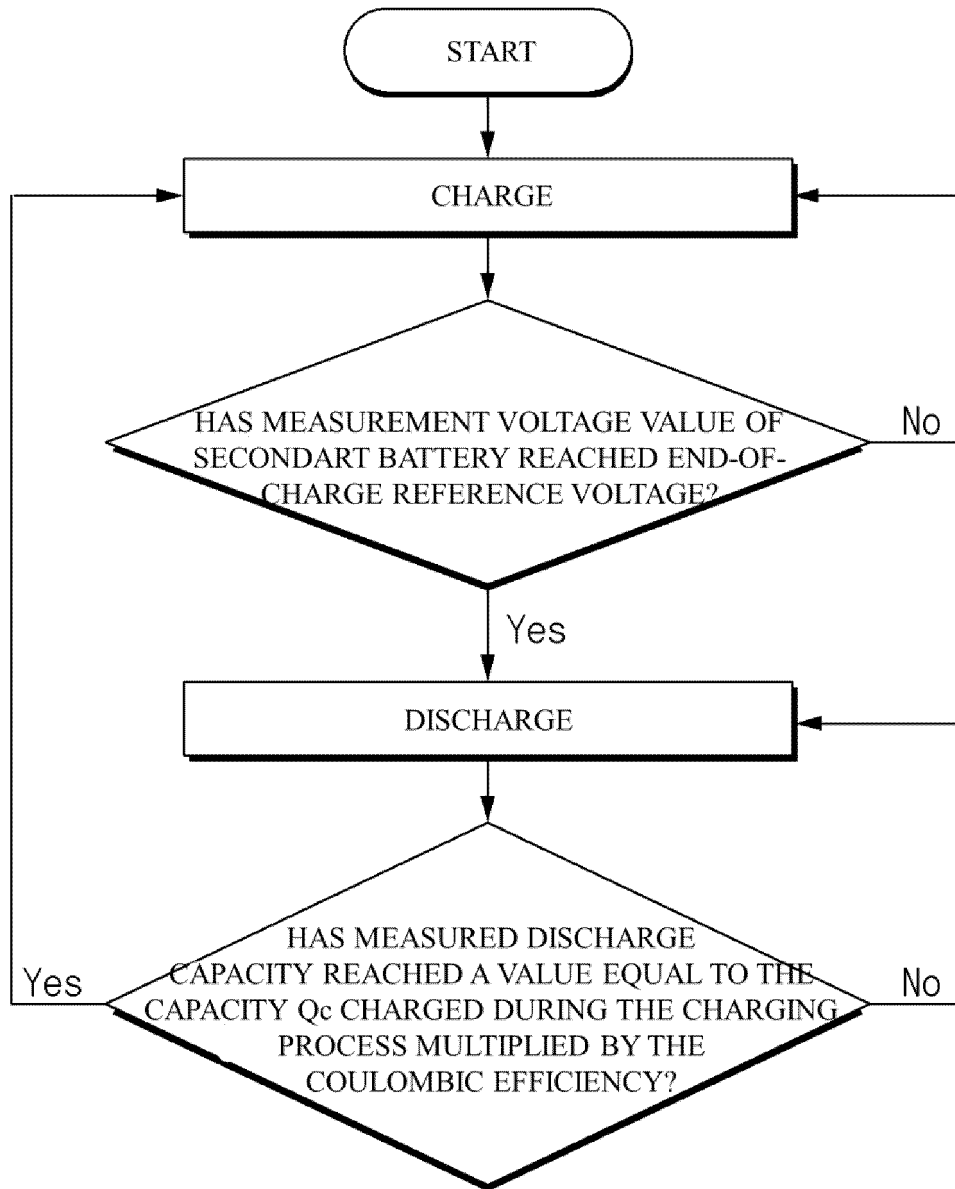 START
CHARGE
HAS MEASUREMENT VOLTAGE VALUE OF
SECONDART BATTERY REACHED END-OF-
CHARGE REFERENCE VOLTAGE?
No
Yes
DISCHARGE
HAS MEASURED DISCHARGE
CAPACITY REACHED A VALUE EQUAL TO THE
CAPACITY Qc CHARGED DURING THE CHARGING
PROCESS MULTIPLIED BY THE
COULOMBIC EFFICIENCY?
Yes
No